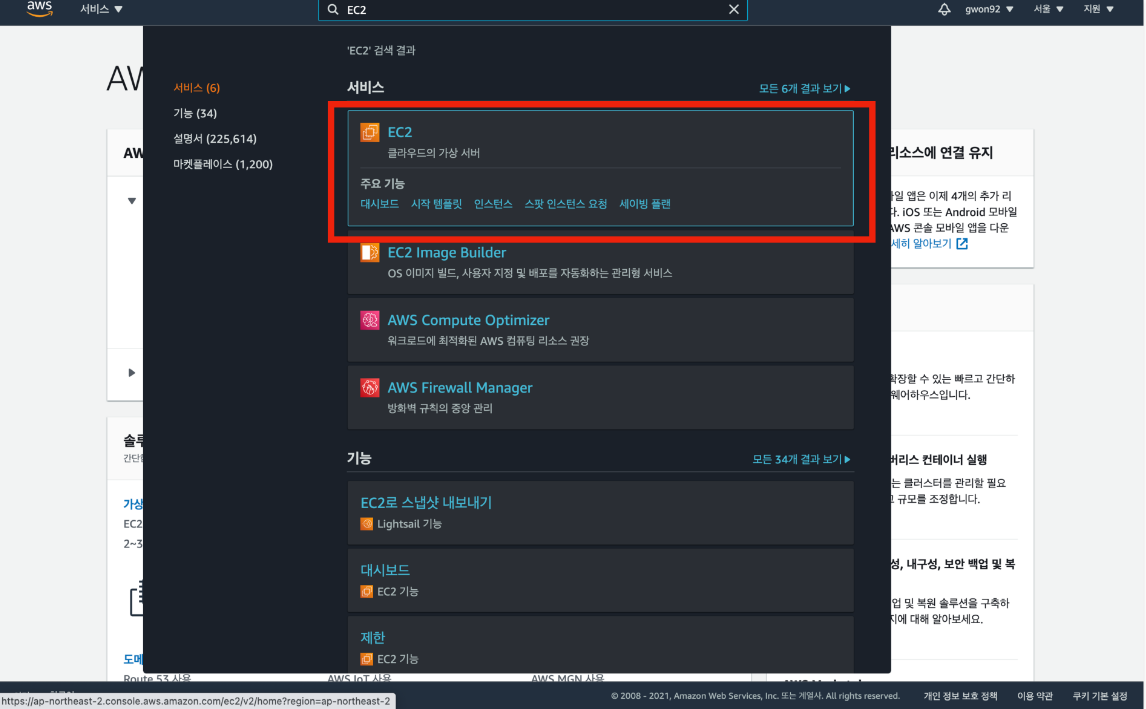 aws
서비스 ▼
EC2
gwon92 ▼
서울 ▼
지원 ▼
'EC2' 검색 결과
서비스 (6)
기능 (34)
설명서 (225,614)
마켓플레이스 (1,200)
서비스
모든 6개 결과 보기 ▶
EC2
클라우드의 가상 서버
주요 기능
대시보드 시작 템플릿 인스턴스 스팟 인스턴스 요청 세이빙 플랜
EC2 Image Builder
OS 이미지 빌드, 사용자 지정 및 배포를 자동화하는 관리형 서비스
AWS Compute Optimizer
워크로드에 최적화된 AWS 컴퓨팅 리소스 권장
AWS Firewall Manager
방화벽 규칙의 중앙 관리
기능
모든 34개 결과 보기 ▶
EC2로 스냅샷 내보내기
Lightsail 기능
대시보드
EC2 기능
제한
EC2 기능
AW
AW
솔루
간단
가상
EC2
2~3
도메
Route 53 사용
AWS IoT 사용
AWS MGN 사용
리소스에 연결 유지
바일 앱은 이제 4개의 추가 리
다. iOS 또는 Android 모바일
AWS 콘솔 모바일 앱을 다운
세히 알아보기
확장할 수 있는 빠르고 간단하
웨어하우스입니다.
버리스 컨테이너 실행
는 클러스터를 관리할 필요
규모를 조정합니다.
성, 내구성, 보안 백업 및 복
업 및 복원 솔루션을 구축하
지에 대해 알아보세요.
https://ap-northeast-2.console.aws.amazon.com/ec2/v2/home?region=ap-northeast-2
© 2008 - 2021, Amazon Web Services, Inc. 또는 계열사. All rights reserved.
개인 정보 보호 정책
이용 약관
쿠키 기본 설정